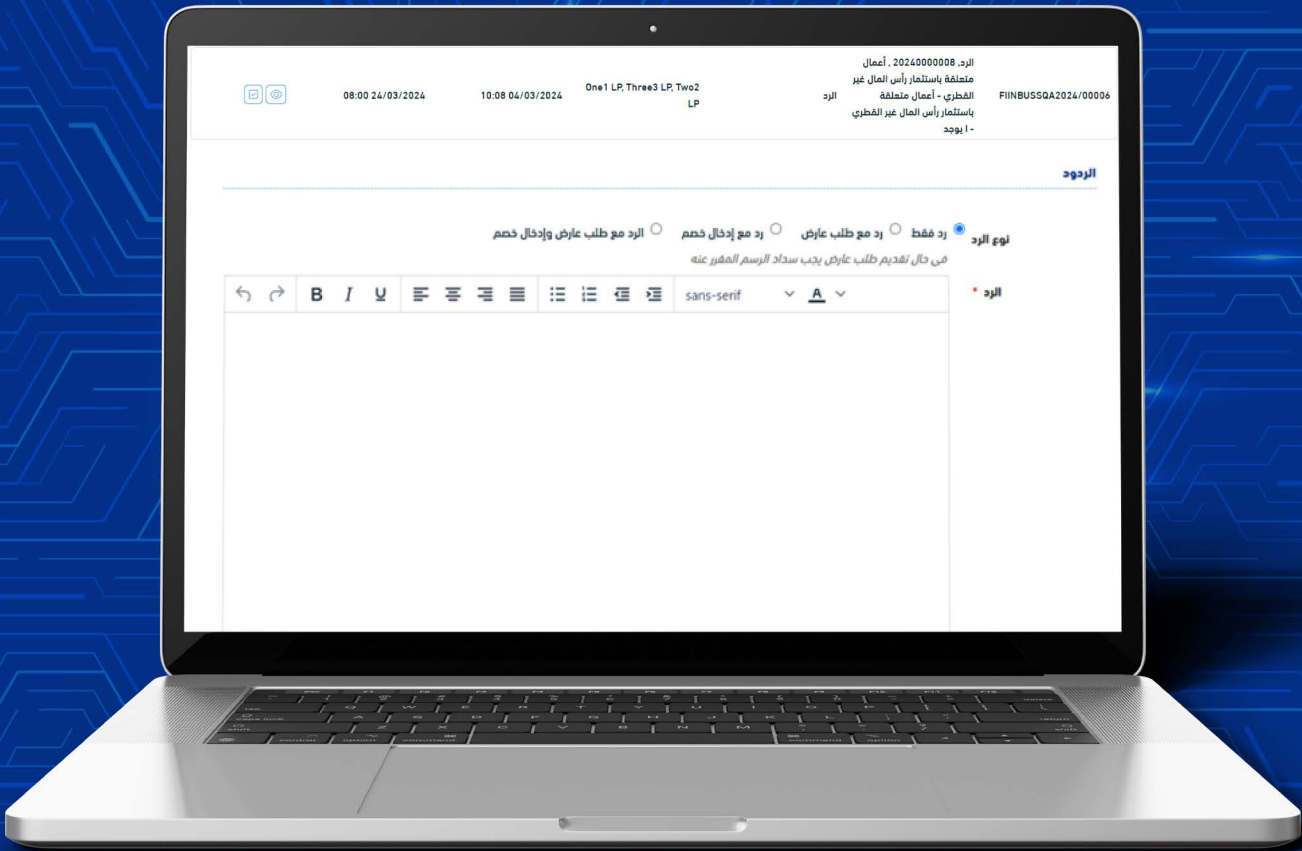 الرد, 20240000008 , أعمال
متعلقة باستثمار رأس المال غير
القطري - أعمال متعلقة
باستثمار رأس المال غير القطري
- ا يوجد
FIINBUSSQA2024/00006
الرد
One1 LP, Three3 LP, Two2
LP
10:08 04/03/2024
08:00 24/03/2024
الردود
نوع الرد
رد فقط
رد مع طلب عارض
رد مع إدخال خصم
الرد مع طلب عارض وإدخال خصم
في حال تقديم طلب عارض يجب سداد الرسم المقرر عنه
الرد *
B I U
sans-serif
A